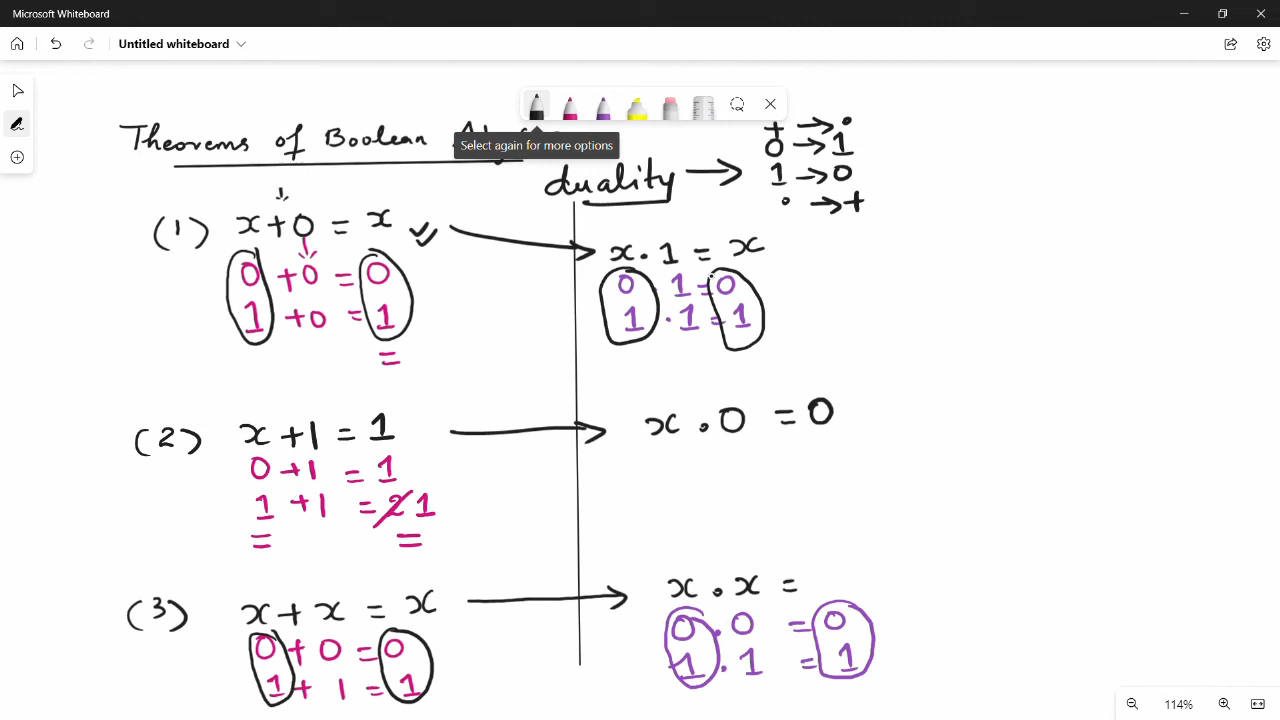 Microsoft Whiteboard
Untitled whiteboard
Theorems of Boolean
Select again for more options
duality →
+ → .
0 → 1
1 → 0
. → +
(1) x + 0 = x
0 + 0 = 0
1 + 0 = 1
=
x . 1 = x
0 . 1 = 0
1 . 1 = 1
(2) x + 1 = 1
0 + 1 = 1
1 + 1 = 2 1
= =
x . 0 = 0
(3) x + x = x
0 + 0 = 0
1 + 1 = 1
x . x =
0 . 0 = 0
1 . 1 = 1
114%